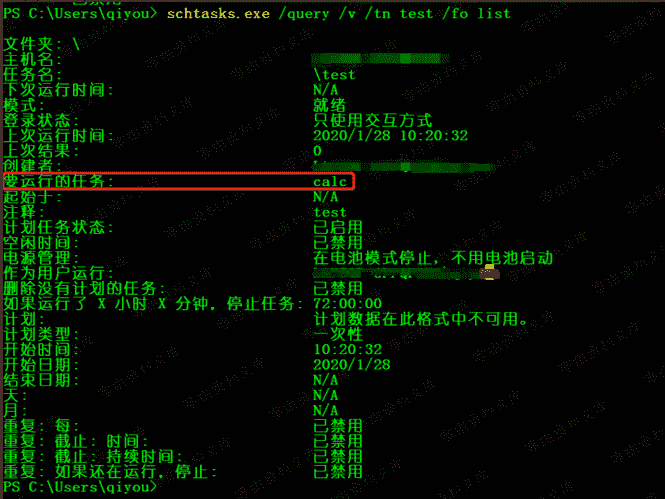 PS C:\Users\qiyou> schtasks.exe /query /v /tn test /fo list
文件夹: \
主机名:
任务名: \test
下次运行时间: N/A
模式: 就绪
登录状态: 只使用交互方式
上次运行时间: 2020/1/28 10:20:32
上次结果: 0
创建者:
要运行的任务: calc
起始于: N/A
注释: test
计划任务状态: 已启用
空闲时间: 已禁用
电源管理: 在电池模式停止, 不用电池启动
作为用户运行:
删除没有计划的任务: 已禁用
如果运行了 X 小时 X 分钟, 停止任务: 72:00:00
计划: 计划数据在此格式中不可用。
计划类型: 一次性
开始时间: 10:20:32
开始日期: 2020/1/28
结束日期: N/A
天: N/A
月: N/A
重复: 每: 已禁用
重复: 截止: 时间: 已禁用
重复: 截止: 持续时间: 已禁用
重复: 如果还在运行, 停止: 已禁用
PS C:\Users\qiyou>